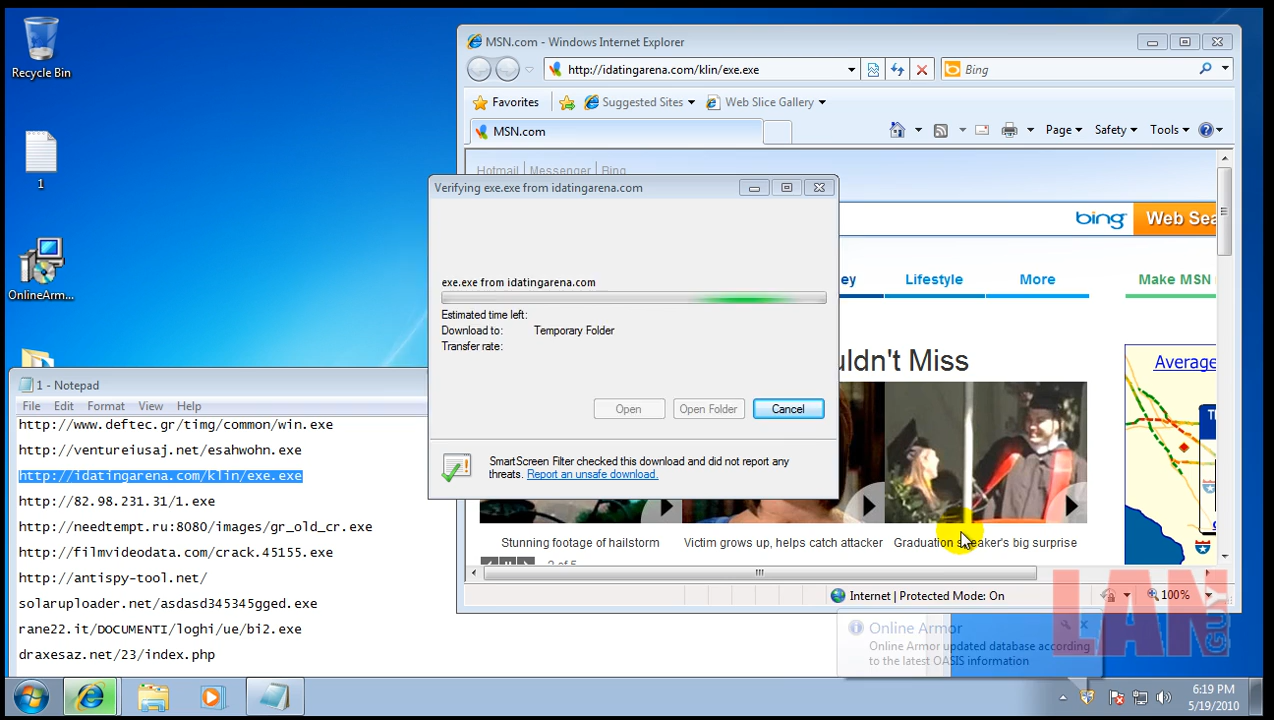 Recycle Bin
1
OnlineArm...
MSN.com - Windows Internet Explorer
http://idatingarena.com/klin/exe.exe
Bing
Favorites
Suggested Sites
Web Slice Gallery
MSN.com
Page
Safety
Tools
Hotmail
Messenger
Bing
bing
Web Sea
ey
Lifestyle
More
Make MSN
uldn't Miss
Average
Verifying exe.exe from idatingarena.com
exe.exe from idatingarena.com
Estimated time left:
Download to: Temporary Folder
Transfer rate:
Open
Open Folder
Cancel
SmartScreen Filter checked this download and did not report any
threats. Report an unsafe download.
Stunning footage of hailstorm
Victim grows up, helps catch attacker
Graduation speaker's big surprise
2 of 5
Internet | Protected Mode: On
100%
1 - Notepad
File Edit Format View Help
http://www.deftec.gr/timg/common/win.exe
http://ventureiusaj.net/esahwohn.exe
http://idatingarena.com/klin/exe.exe
http://82.98.231.31/1.exe
http://needtempt.ru:8080/images/gr_old_cr.exe
http://filmvideodata.com/crack.45155.exe
http://antispy-tool.net/
solaruploader.net/asdasd345345gged.exe
rane22.it/DOCUMENTI/loghi/ue/bi2.exe
draxesaz.net/23/index.php
Online Armor
Online Armor updated database according
to the latest OASIS information
LAN
GUY
6:19 PM
5/19/2010